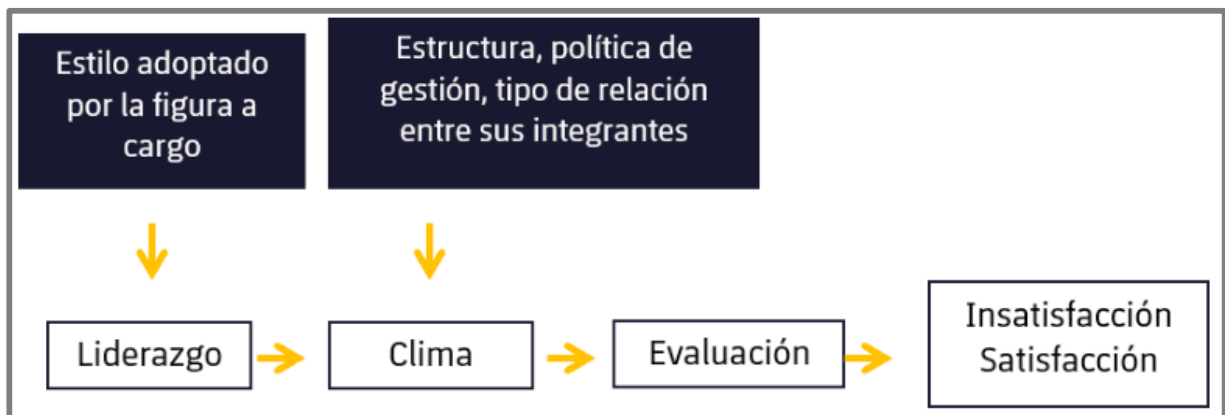 Estilo adoptado
por la figura a
cargo
Estructura, política de
gestión, tipo de relación
entre sus integrantes
Liderazgo
Clima
Evaluación
Insatisfacción
Satisfacción